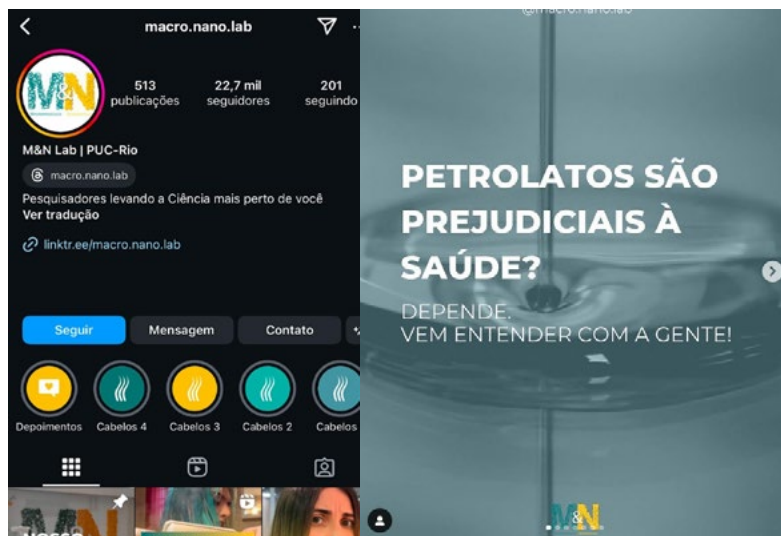 macro.nano.lab
M&N
513
publicações
22,7 mil
seguidores
201
seguindo
M&N Lab | PUC-Rio
macro.nano.lab
Pesquisadores levando a Ciência mais perto de você
Ver tradução
linktr.ee/macro.nano.lab
Seguir
Mensagem
Contato
Depoimentos
Cabelos 4
Cabelos 3
Cabelos 2
Cabelos
M&N
NOSSO
@macro.nano.lab
PETROLATOS SÃO
PREJUDICIAIS À
SAÚDE?
DEPENDE.
VEM ENTENDER COM A GENTE!
M&N